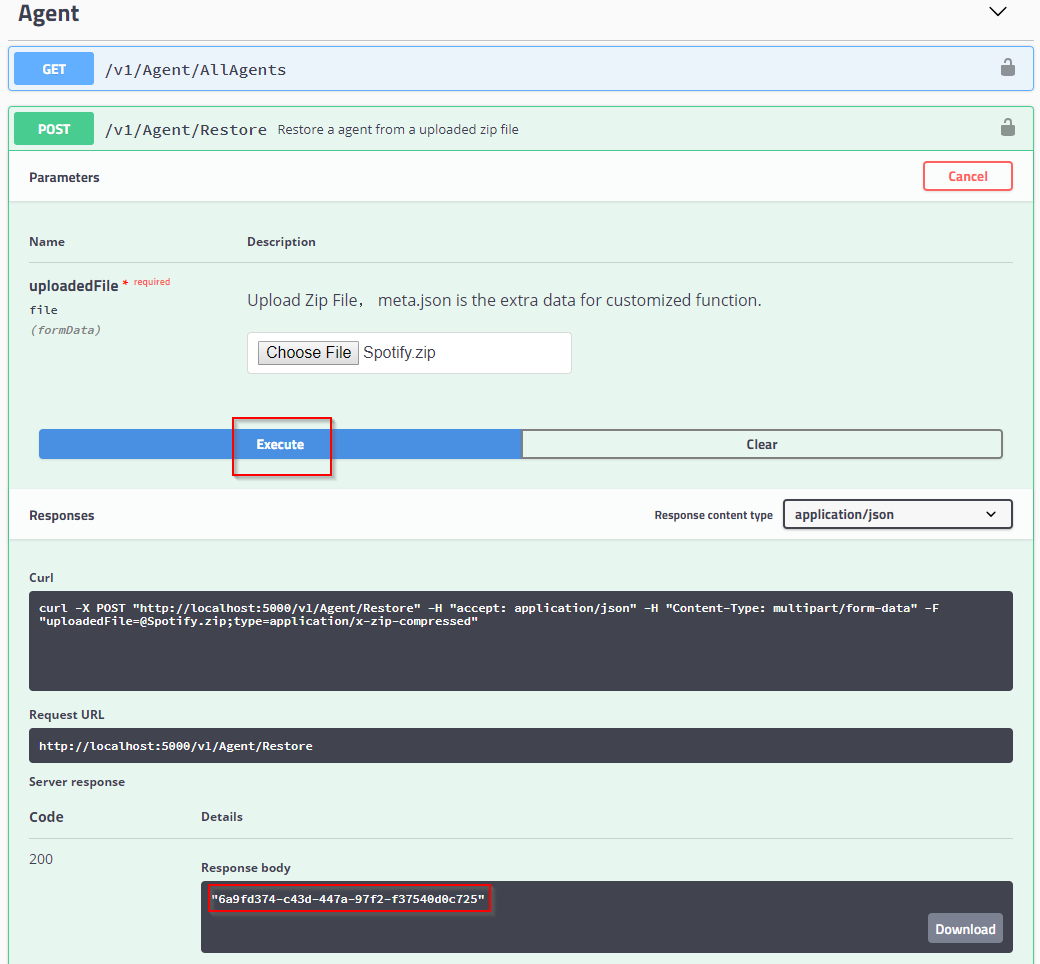 Agent
GET /v1/Agent/AllAgents
POST /v1/Agent/Restore Restore a agent from a uploaded zip file
Parameters Cancel
Name Description
uploadedFile * required
file
(formData)
Upload Zip File， meta.json is the extra data for customized function.
Choose File Spotify.zip
Execute Clear
Responses Response content type application/json
Curl
curl -X POST "http://localhost:5000/v1/Agent/Restore" -H "accept: application/json" -H "Content-Type: multipart/form-data" -F
"uploadedFile=@Spotify.zip;type=application/x-zip-compressed"
Request URL
http://localhost:5000/v1/Agent/Restore
Server response
Code Details
200
Response body
"6a9fd374-c43d-447a-97f2-f37540d0c725"
Download